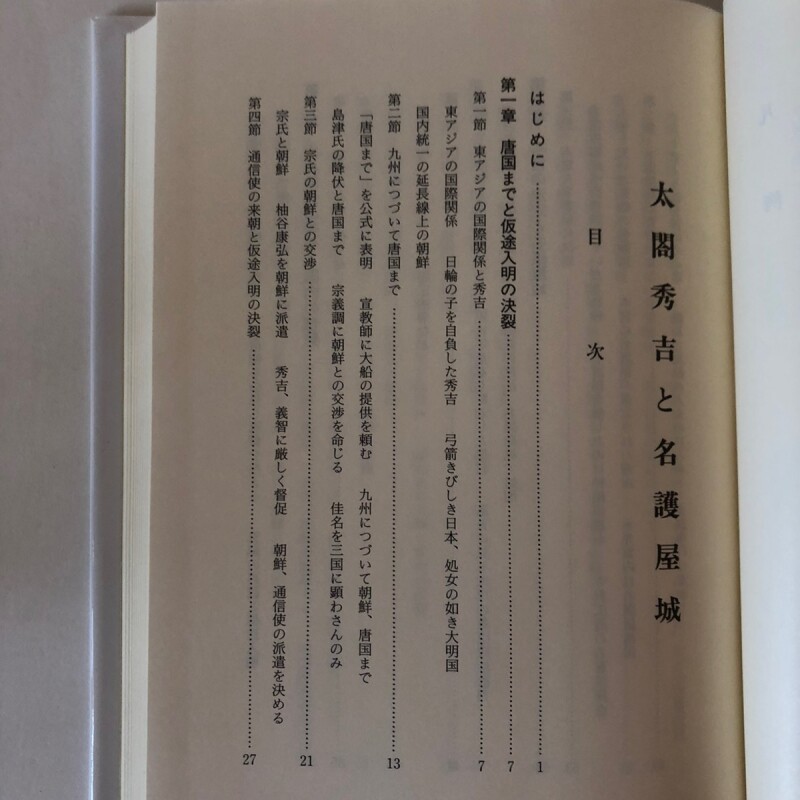 太閤秀吉と名護屋城
目次
はじめに……………………1
第一章 唐国までと仮途入明の決裂……………………7
第一節 東アジアの国際関係と秀吉……………………7
東アジアの国際関係 日輪の子を自負した秀吉 弓箭きびしき日本、処女の如き大明国
国内統一の延長線上の朝鮮
第二節 九州につづいて唐国まで……………………13
「唐国まで」を公式に表明 宣教師に大船の提供を頼む 九州につづいて朝鮮、唐国まで
島津氏の降伏と唐国まで 宗義調に朝鮮との交渉を命じる 佳名を三国に顕わさんのみ
第三節 宗氏の朝鮮との交渉……………………21
宗氏と朝鮮 柚谷康弘を朝鮮に派遣 秀吉、義智に厳しく督促 朝鮮、通信使の派遣を決める
第四節 通信使の来朝と仮途入明の決裂……………………27